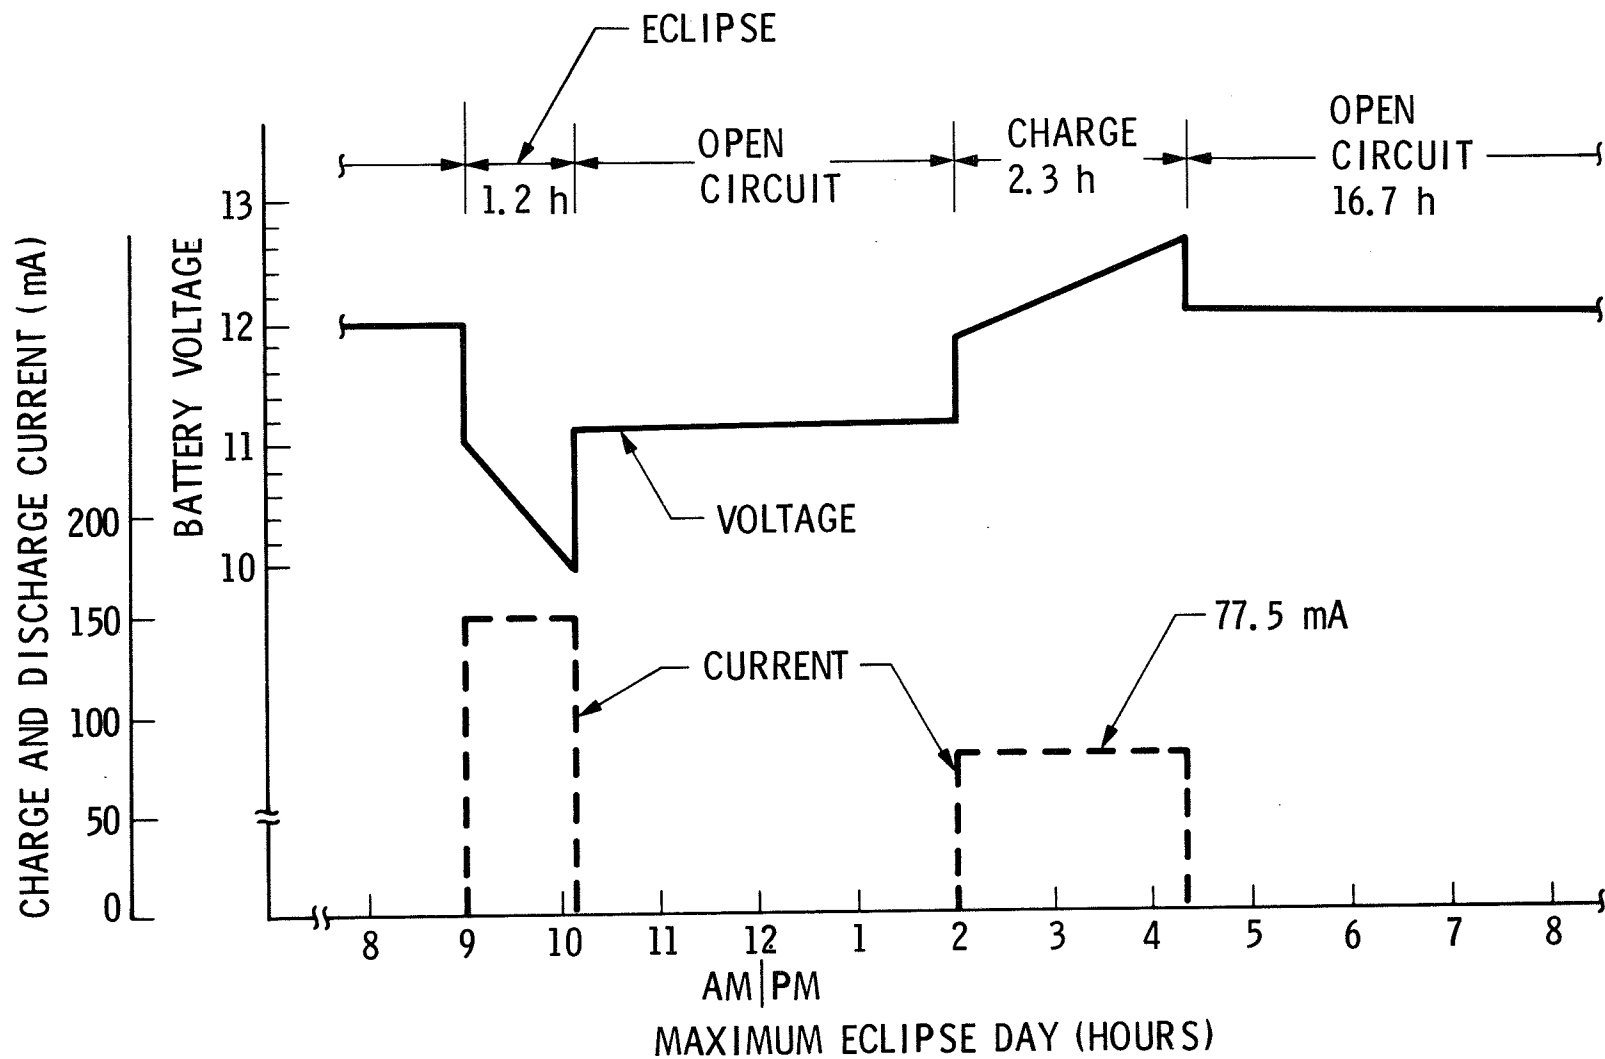 ECLIPSE
OPEN
CIRCUIT
CHARGE
2.3 h
OPEN
CIRCUIT
16.7 h
1.2 h
13
12
11
10
BATTERY VOLTAGE
CHARGE AND DISCHARGE CURRENT (mA)
200
150
100
50
0
VOLTAGE
77.5 mA
CURRENT
8 9 10 11 12 1 2 3 4 5 6 7 8
AM|PM
MAXIMUM ECLIPSE DAY (HOURS)